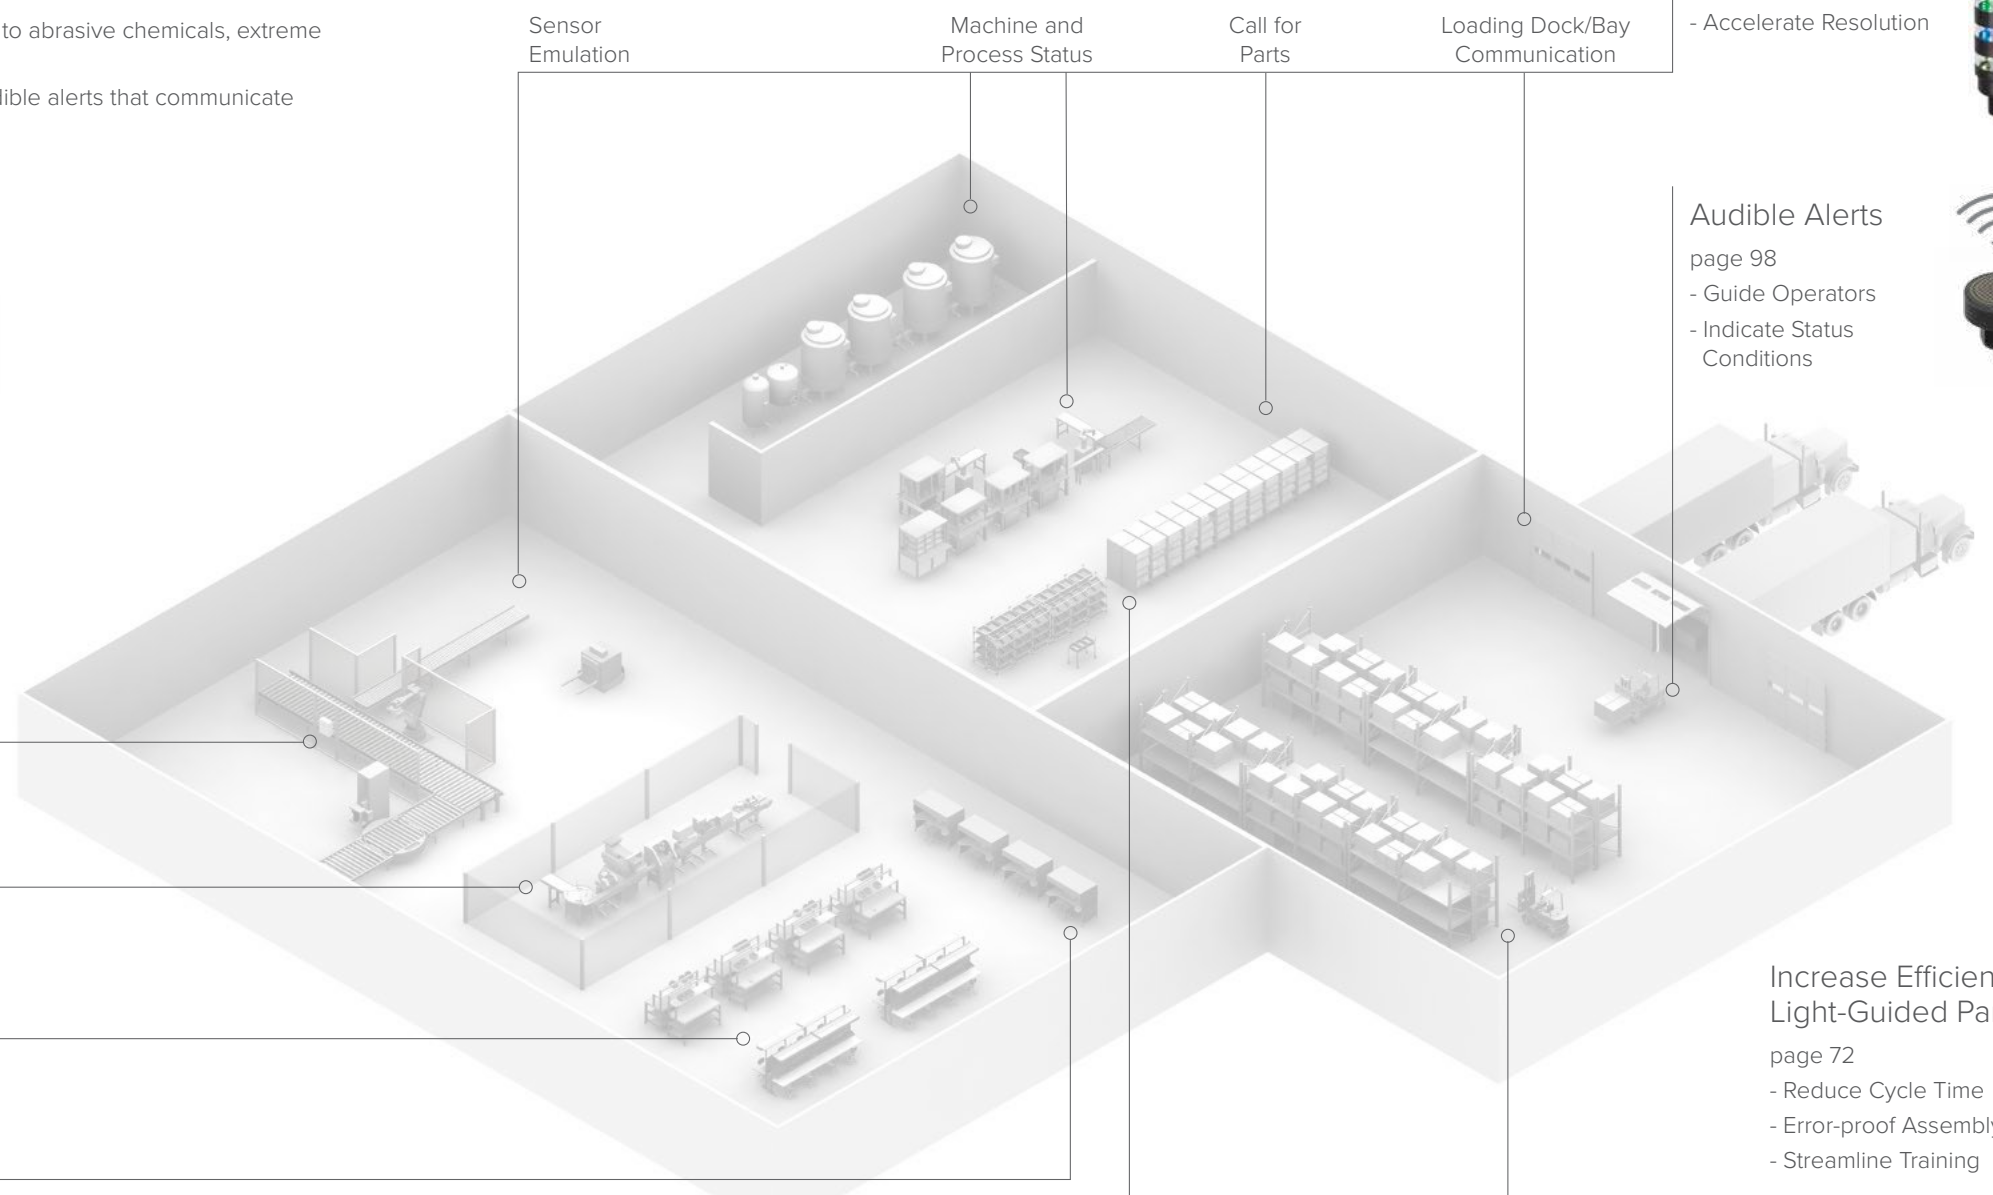 to abrasive chemicals, extreme
dible alerts that communicate
Sensor
Emulation
Machine and
Process Status
Call for
Parts
Loading Dock/Bay
Communication
- Accelerate Resolution
Audible Alerts
page 98
- Guide Operators
- Indicate Status
Conditions
Increase Efficien
Light-Guided Pa
page 72
- Reduce Cycle Time
- Error-proof Assembly
- Streamline Training